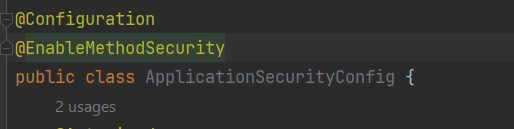 @Configuration
@EnableMethodSecurity
public class ApplicationSecurityConfig {
2 usages